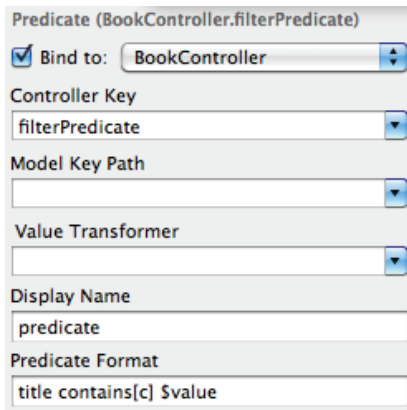 Predicate (BookController.filterPredicate)
Bind to: BookController
Controller Key
filterPredicate
Model Key Path
Value Transformer
Display Name
predicate
Predicate Format
title contains[c] $value